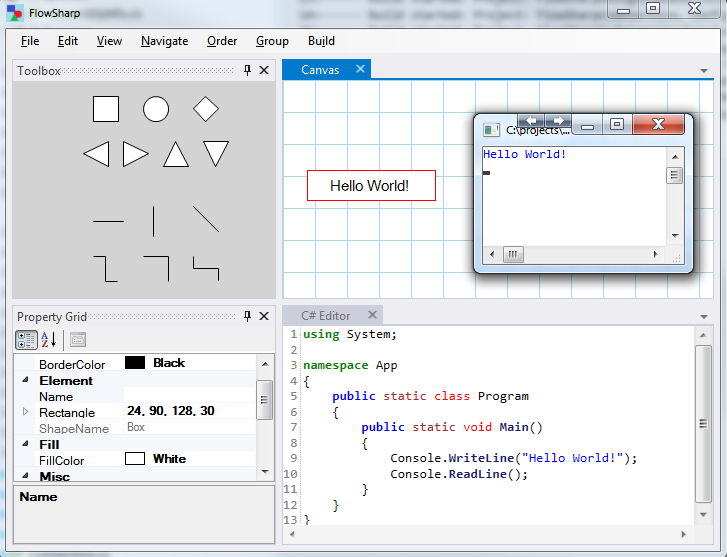 FlowSharp
File Edit View Navigate Order Group Build
Toolbox
Canvas
Hello World!
C:\projects\...
Hello World!
Property Grid
BorderColor Black
Element
Name
Rectangle 24, 90, 128, 30
ShapeName Box
Fill
FillColor White
Misc
Name
C# Editor
1 using System;
2
3 namespace App
4 {
5 public static class Program
6 {
7 public static void Main()
8 {
9 Console.WriteLine("Hello World!");
10 Console.ReadLine();
11 }
12 }
13 }